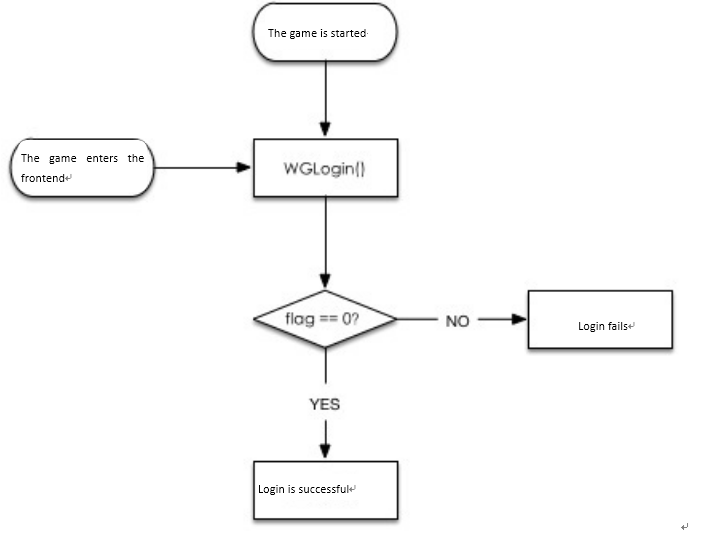 The game is started
The game enters the
frontend
WGLogin()
flag == 0?
NO
Login fails
YES
Login is successful